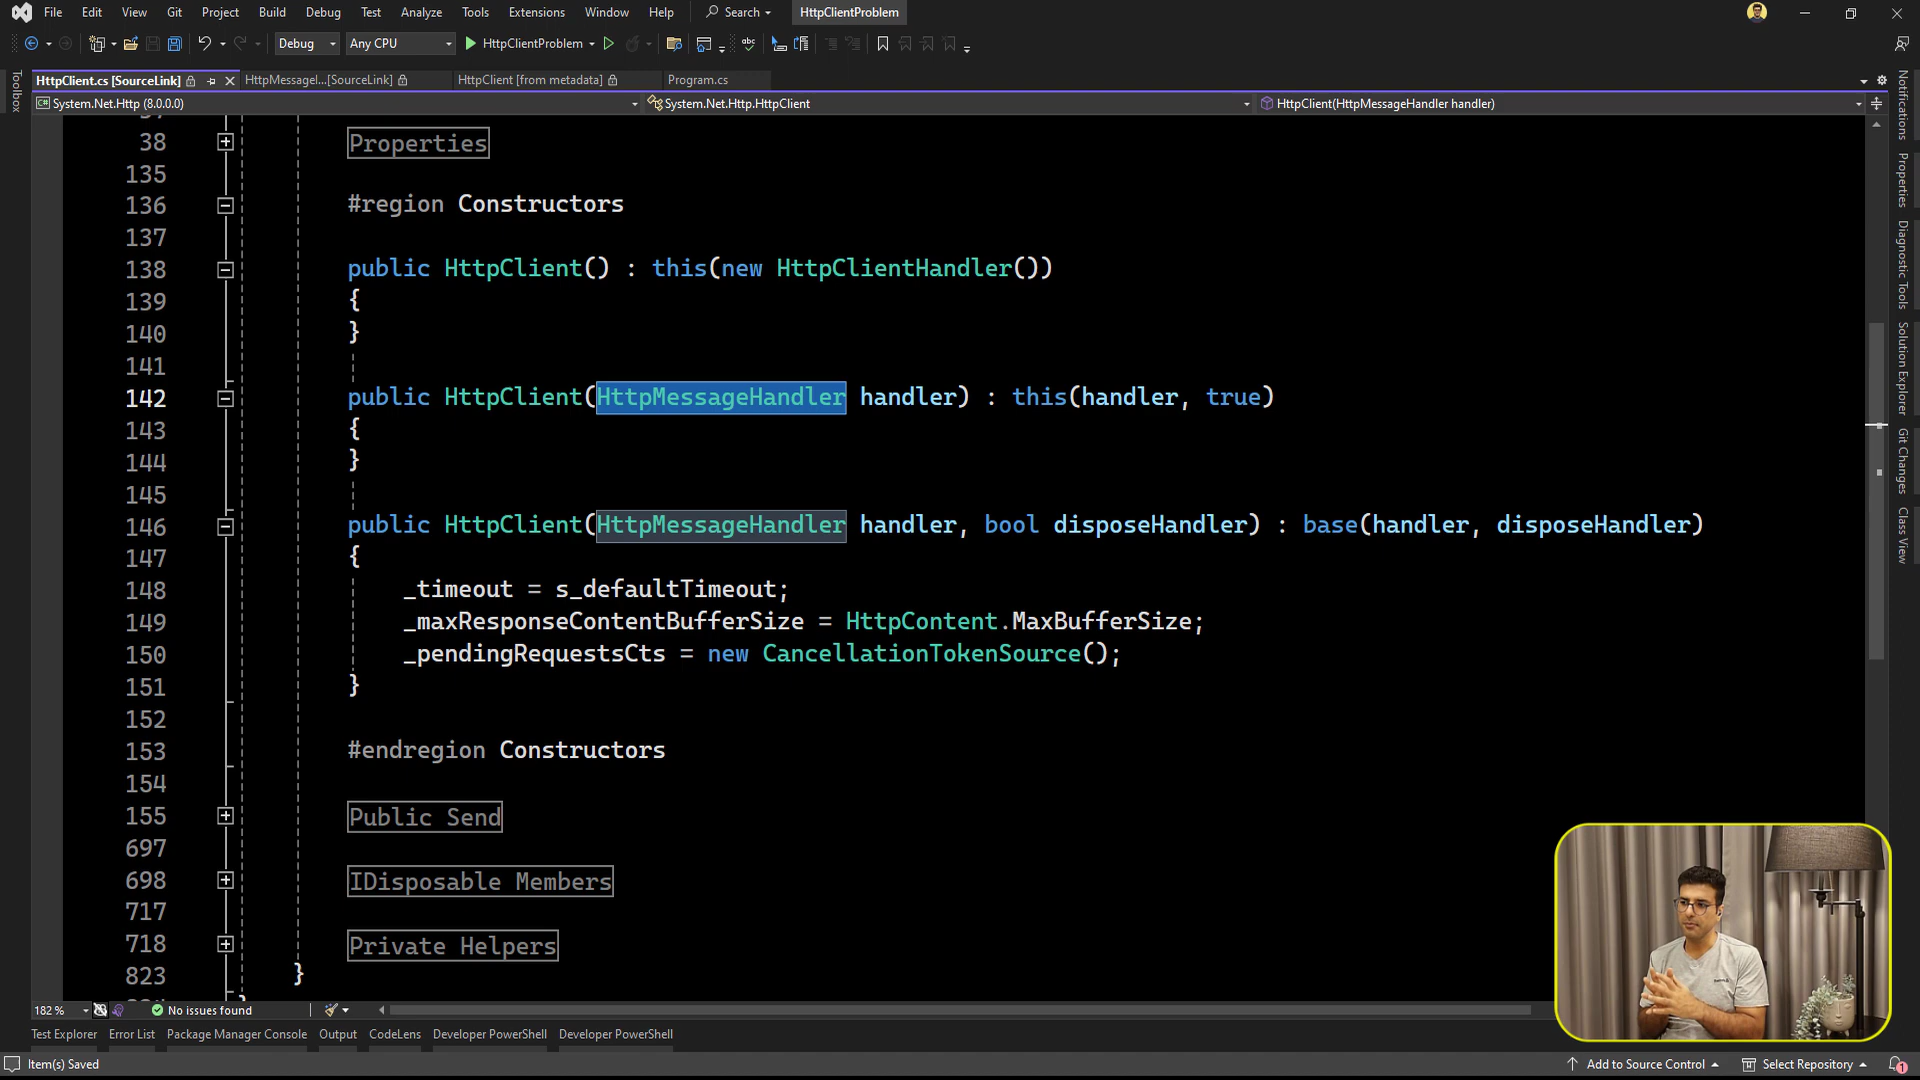 File Edit View Git Project Build Debug Test Analyze Tools Extensions Window Help Search HttpClientProblem
Debug Any CPU HttpClientProblem
HttpClient.cs [SourceLink] HttpMessageI...[SourceLink] HttpClient [from metadata] Program.cs
System.Net.Http (8.0.0.0) System.Net.Http.HttpClient HttpClient(HttpMessageHandler handler)
38 Properties
135
136 #region Constructors
137
138 public HttpClient() : this(new HttpClientHandler())
139 {
140 }
141
142 public HttpClient(HttpMessageHandler handler) : this(handler, true)
143 {
144 }
145
146 public HttpClient(HttpMessageHandler handler, bool disposeHandler) : base(handler, disposeHandler)
147 {
148 _timeout = s_defaultTimeout;
149 _maxResponseContentBufferSize = HttpContent.MaxBufferSize;
150 _pendingRequestsCts = new CancellationTokenSource();
151 }
152
153 #endregion Constructors
154
155 Public Send
697
698 IDisposable Members
717
718 Private Helpers
823 }
182 % No issues found
Test Explorer Error List Package Manager Console Output CodeLens Developer PowerShell Developer PowerShell
Item(s) Saved Add to Source Control Select Repository 1
Toolbox
Notifications
Properties
Diagnostic Tools
Solution Explorer
Git Changes
Class View